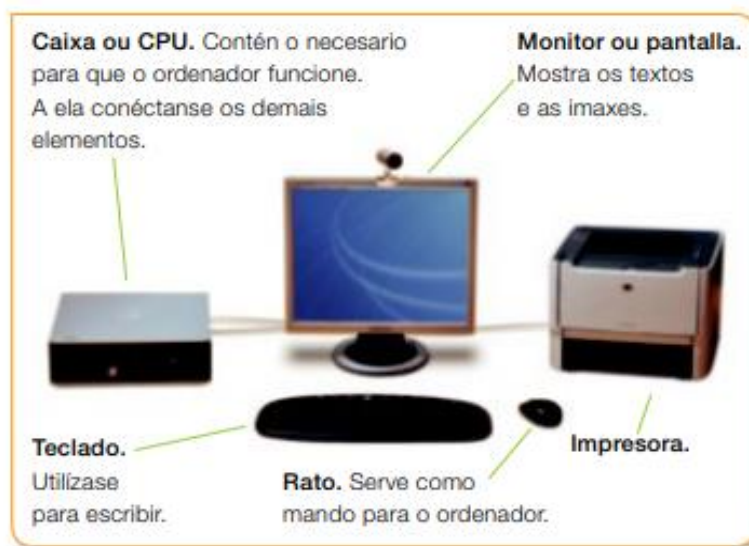 Caixa ou CPU. Contén o necesario
para que o ordenador funcione.
A ela conéctanse os demais
elementos.
Monitor ou pantalla.
Mostra os textos
e as imaxes.
Teclado.
Utilízase
para escribir.
Rato. Serve como
mando para o ordenador.
Impresora.